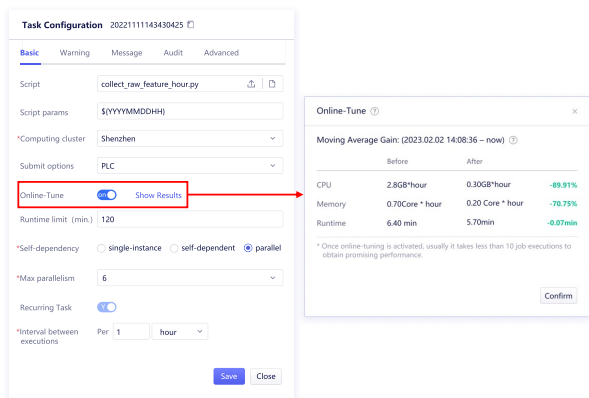 Task Configuration 20221111143430425
Basic Warning Message Audit Advanced
Script collect_raw_feature_hour.py
Script params $(YYYYMMDDHH)
*Computing cluster Shenzhen
Submit options PLC
Online-Tune on Show Results
Runtime limit (min.) 120
*Self-dependency single-instance self-dependent parallel
*Max parallelism 6
Recurring Task Y
*Interval between executions Per 1 hour
Save Close
Online-Tune ? ×
Moving Average Gain: (2023.02.02 14:08:36 – now) ?
Before After
CPU 2.8GB*hour 0.30GB*hour -89.91%
Memory 0.70Core * hour 0.20 Core * hour -70.75%
Runtime 6.40 min 5.70min -0.07min
* Once online-tuning is activated, usually it takes less than 10 job executions to
obtain promising performance.
Confirm